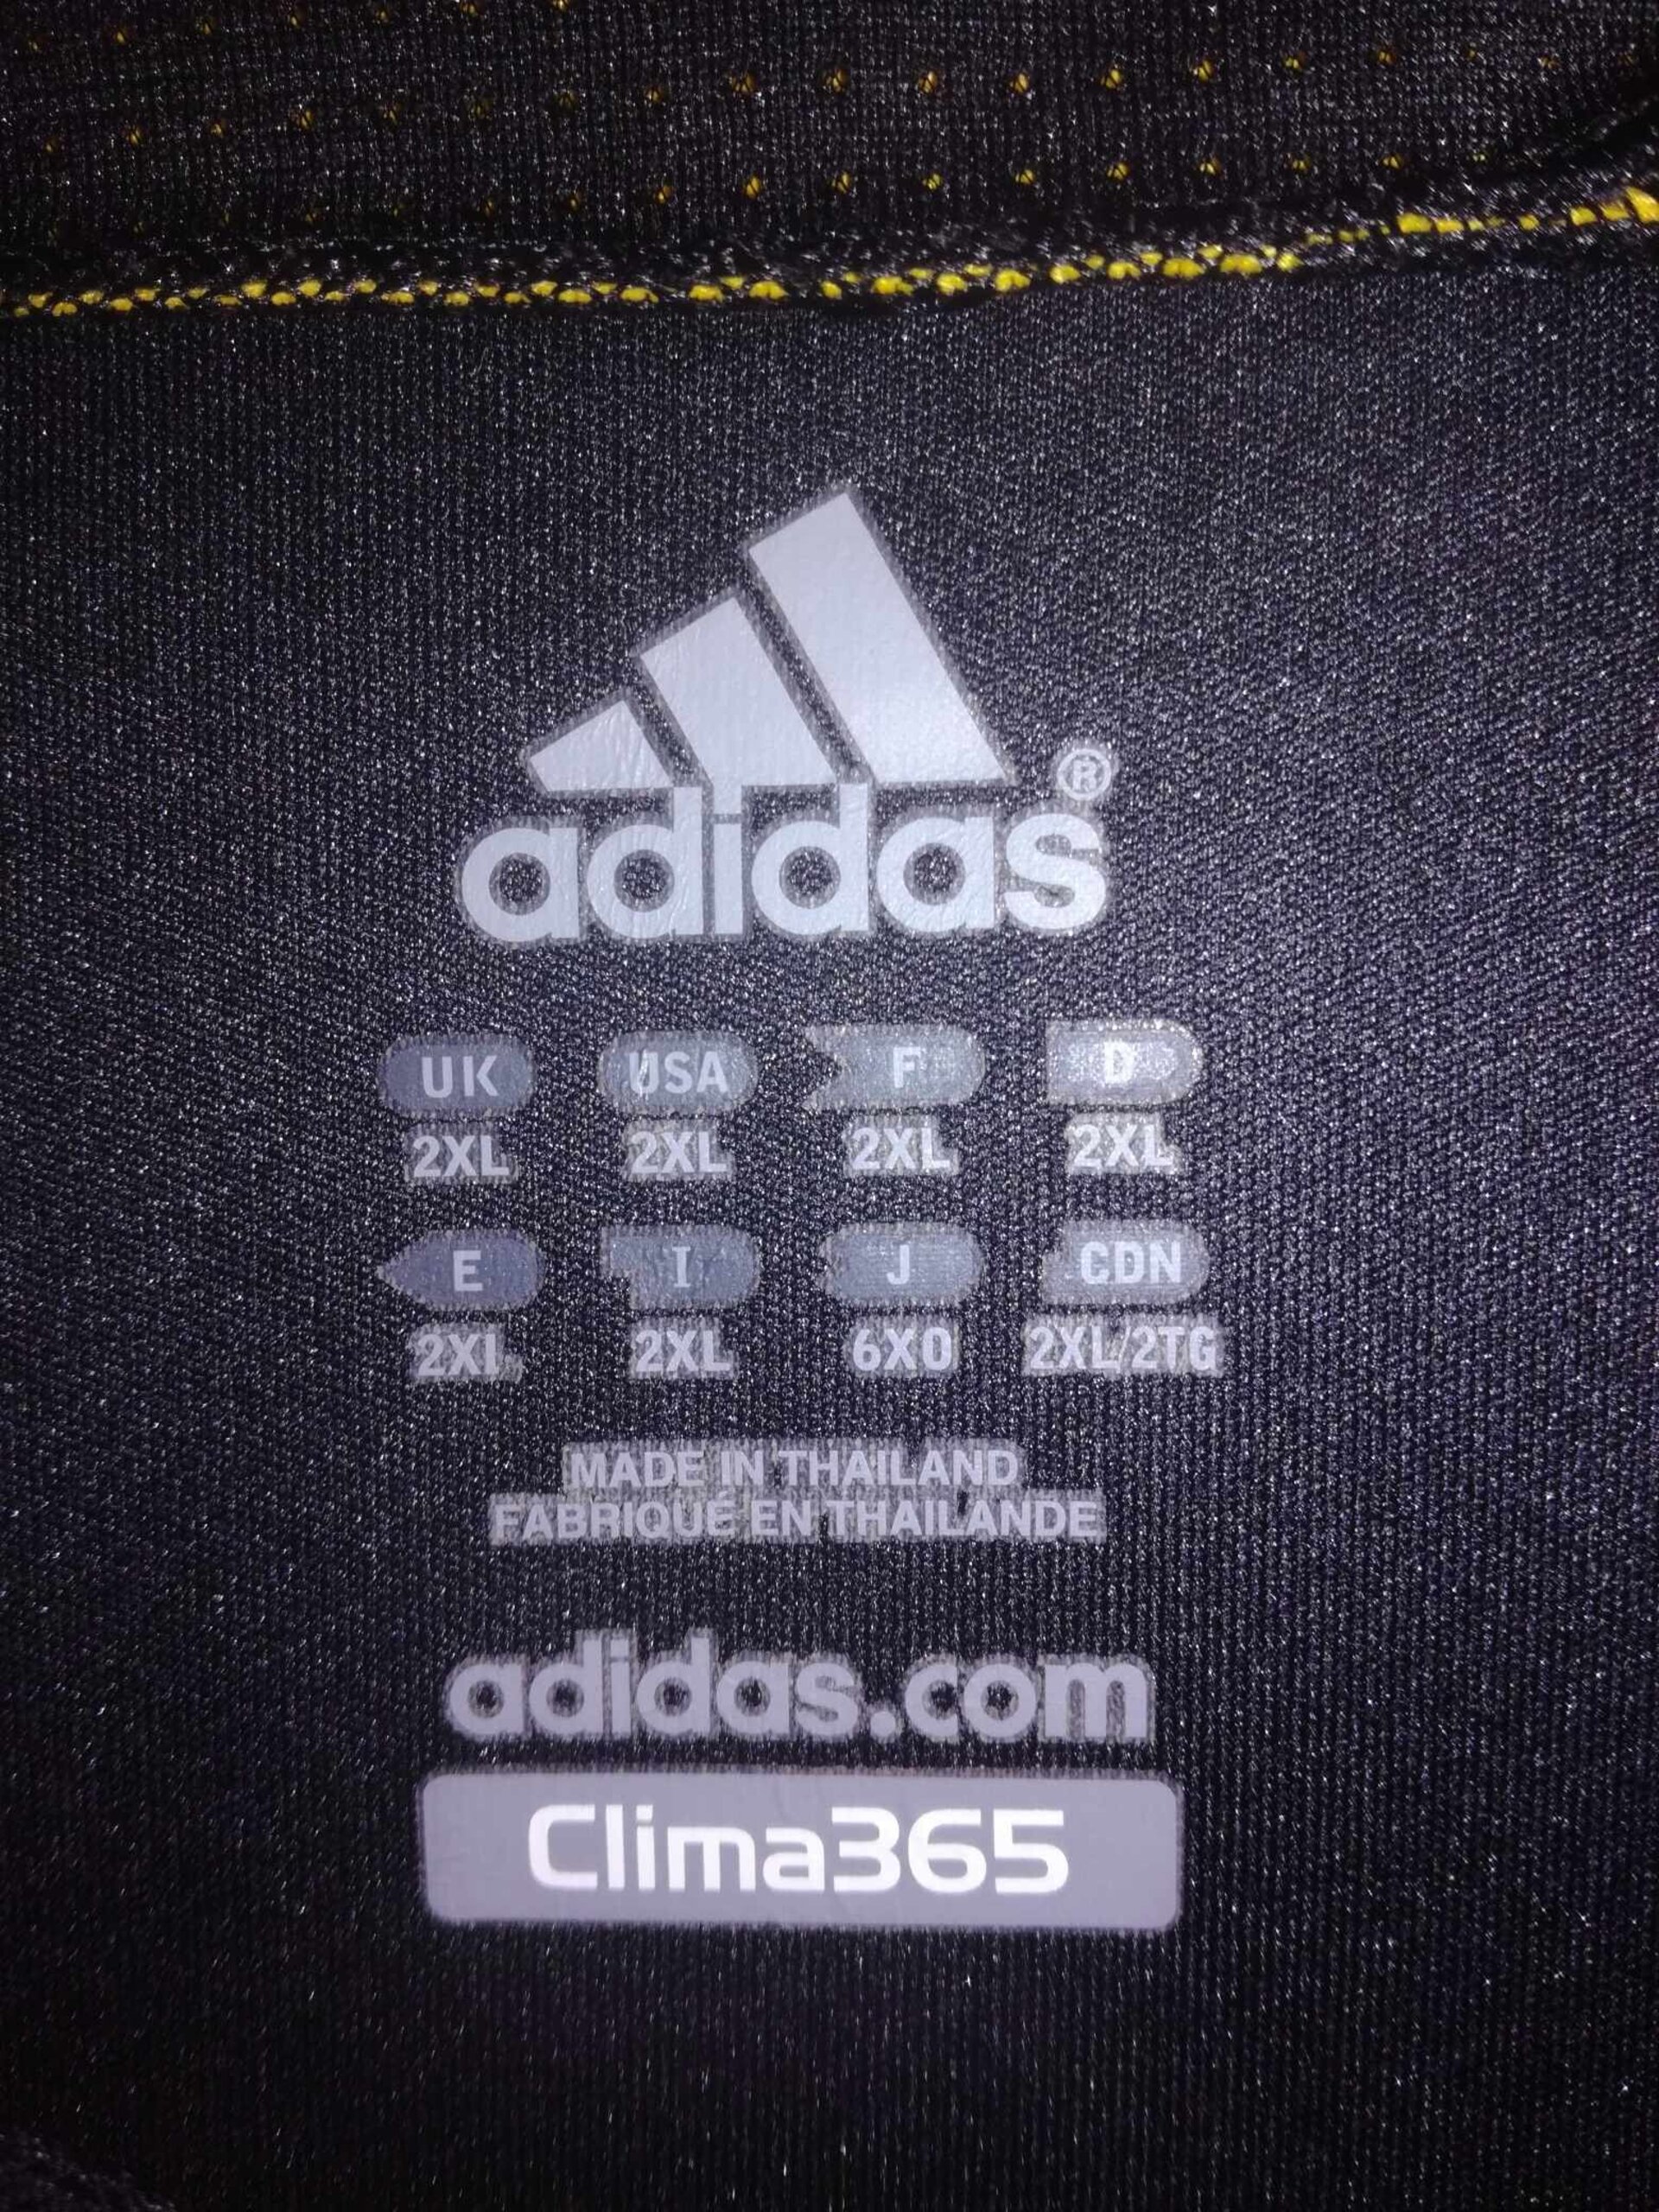 adidas®
UK USA F D
2XL 2XL 2XL 2XL
E I J CDN
2XL 2XL 6XO 2XL/2TG
MADE IN THAILAND
FABRIQUÉ EN THAILANDE
adidas.com
Clima365